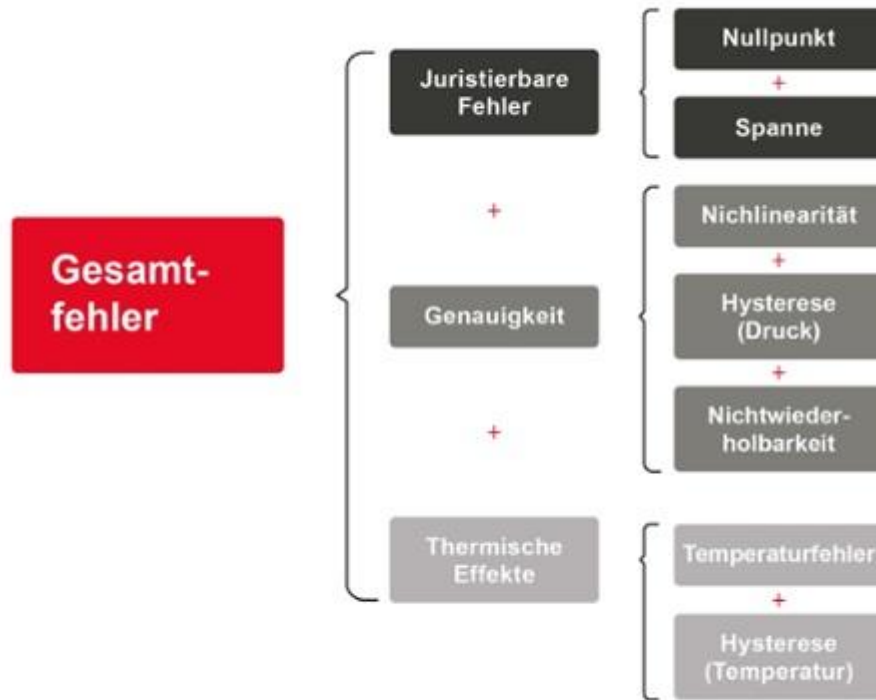 Gesamt-
fehler
Juristierbare
Fehler
+
Genauigkeit
+
Thermische
Effekte
Nullpunkt
+
Spanne
Nichlinearität
+
Hysterese
(Druck)
+
Nichtwieder-
holbarkeit
Temperaturfehler
+
Hysterese
(Temperatur)